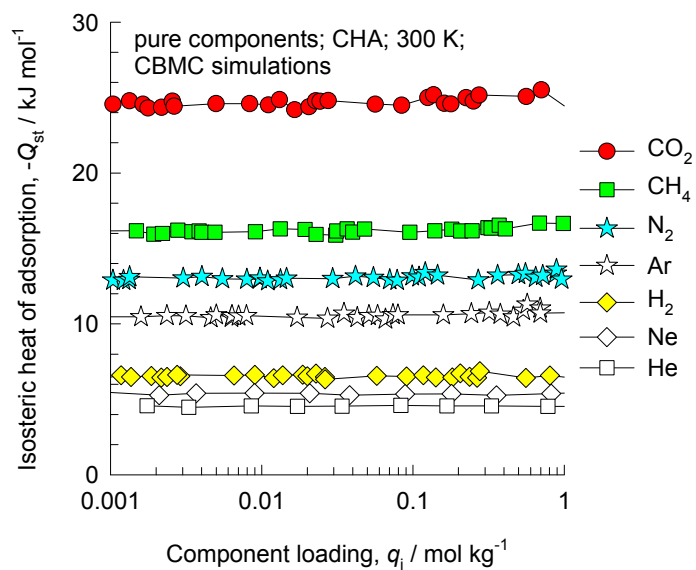 pure components; CHA; 300 K;
CBMC simulations
Isosteric heat of adsorption, -Qst / kJ mol-1
30
20
10
0
0.001
0.01
0.1
1
Component loading, qi / mol kg-1
CO2
CH4
N2
Ar
H2
Ne
He